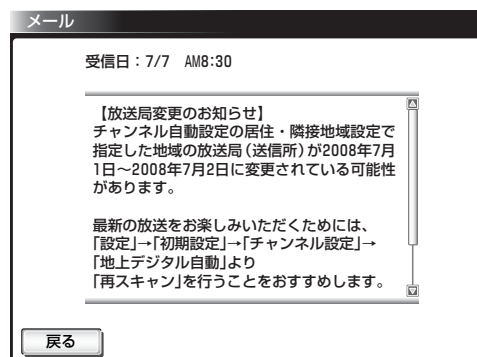 メール
受信日：7/7 AM8:30
【放送局変更のお知らせ】
チャンネル自動設定の居住・隣接地域設定で
指定した地域の放送局（送信所）が2008年7月
1日～2008年7月2日に変更されている可能性
があります。
最新の放送をお楽しみいただくためには、
「設定」→「初期設定」→「チャンネル設定」→
「地上デジタル自動」より
「再スキャン」を行うことをおすすめします。
戻る